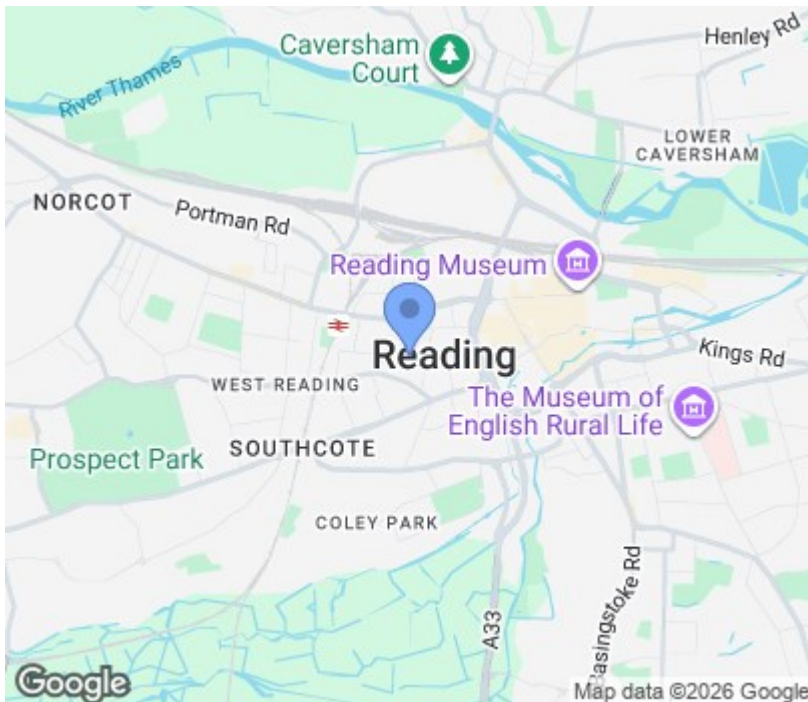 Henley Rd
Caversham
Court
River Thames
LOWER
CAVERSHAM
NORCOT
Portman Rd
Reading Museum
Reading
Kings Rd
WEST READING
The Museum of
English Rural Life
SOUTHCOTE
Prospect Park
COLEY PARK
A33
Basingstoke Rd
Google
Map data ©2026 Google